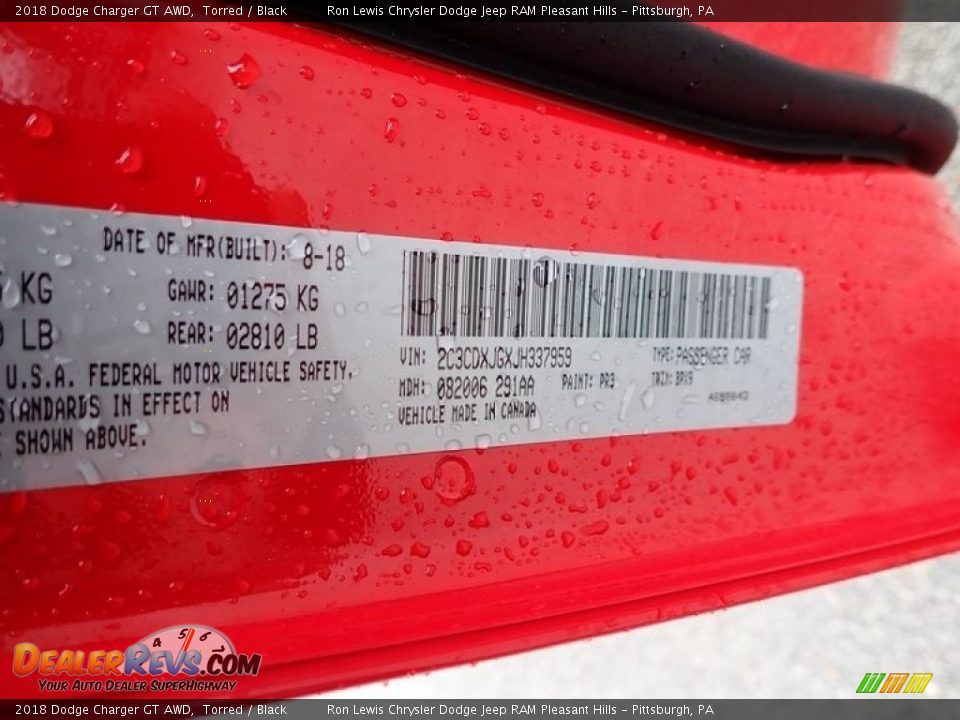 2018 Dodge Charger GT AWD, Torred / Black Ron Lewis Chrysler Dodge Jeep RAM Pleasant Hills - Pittsburgh, PA
DATE OF MFR(BUILT): 8-18
KG GAWR: 01275 KG
LB REAR: 02810 LB
U.S.A. FEDERAL MOTOR VEHICLE SAFETY.
STANDARDS IN EFFECT ON
SHOWN ABOVE.
VIN: 2C3CDXJGXJH337959 TYPE: PASSENGER CAR
MDH: 082006 291AA PAINT: PR3 TRIM:
VEHICLE MADE IN CANADA
4 5 6
DealerRevs.com
Your Auto Dealer SuperHighway
2018 Dodge Charger GT AWD, Torred / Black Ron Lewis Chrysler Dodge Jeep RAM Pleasant Hills - Pittsburgh, PA